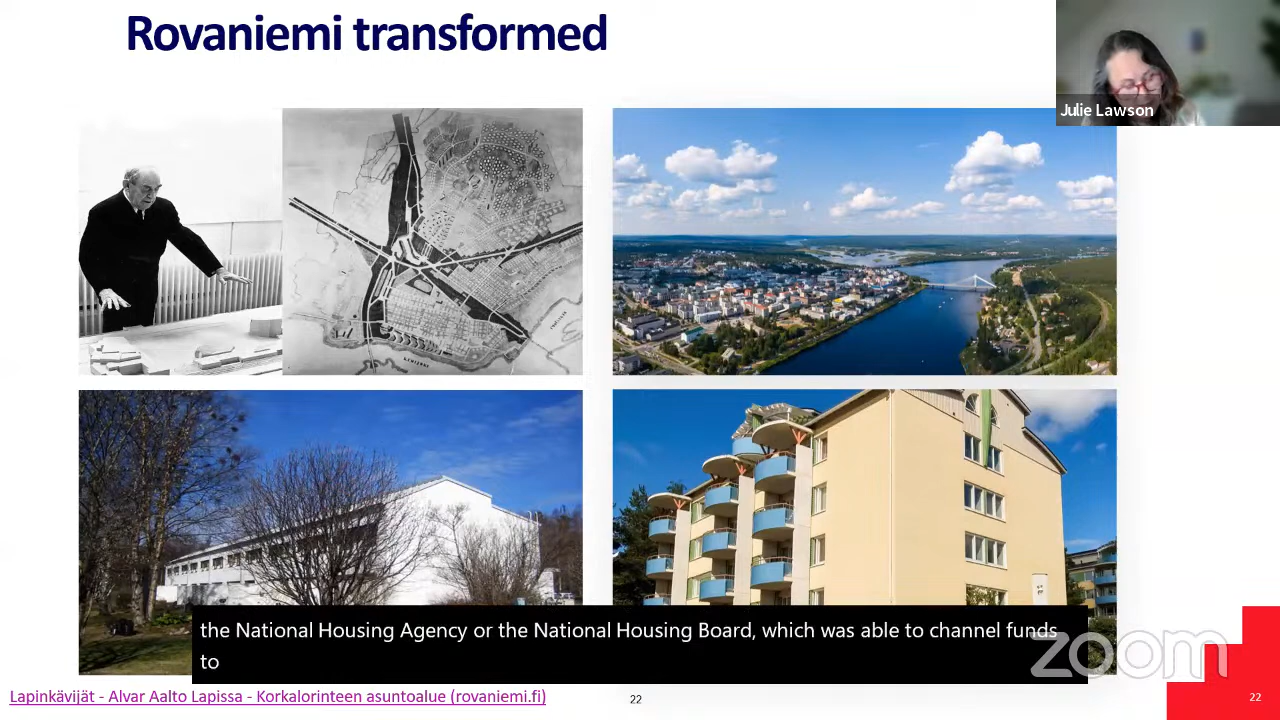 Rovaniemi transformed
Julie Lawson
the National Housing Agency or the National Housing Board, which was able to channel funds
to
zoom
Lapinkävijät - Alvar Aalto Lapissa - Korkalorinteen asuntoalue (rovaniemi.fi)
22
22